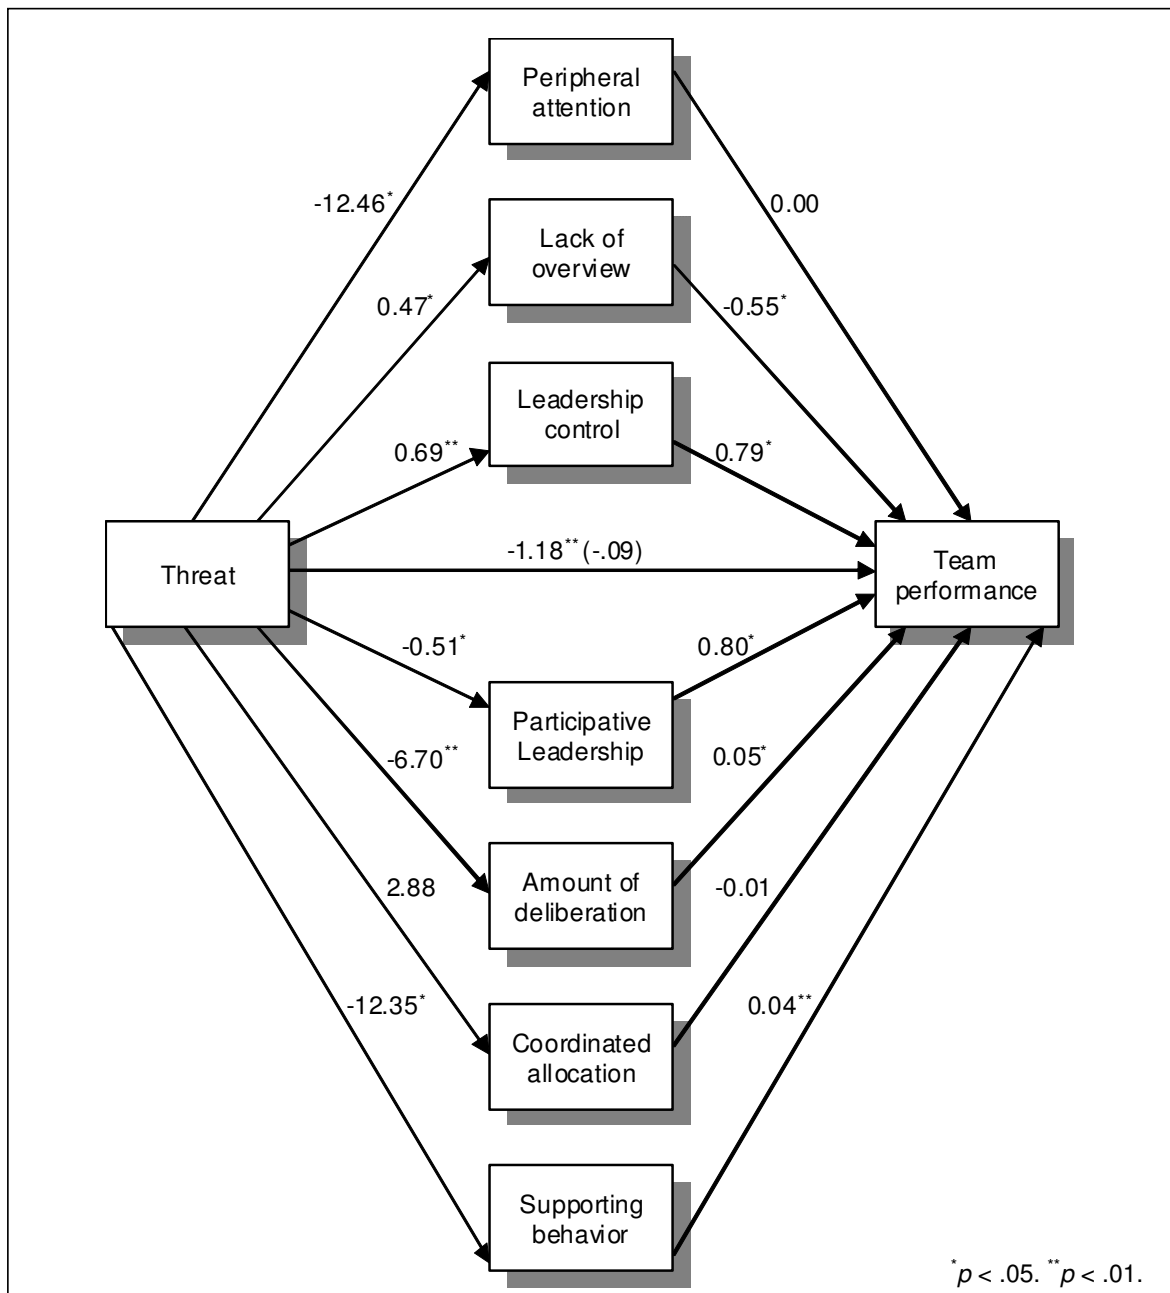 Peripheral
attention
-12.46*
0.00
Lack of
overview
0.47*
-0.55*
Leadership
control
0.69**
0.79*
-1.18** (-.09)
Threat
Team
performance
-0.51*
0.80*
Participative
Leadership
-6.70**
0.05*
Amount of
deliberation
2.88
-0.01
-12.35*
0.04**
Coordinated
allocation
Supporting
behavior
*p < .05. **p < .01.